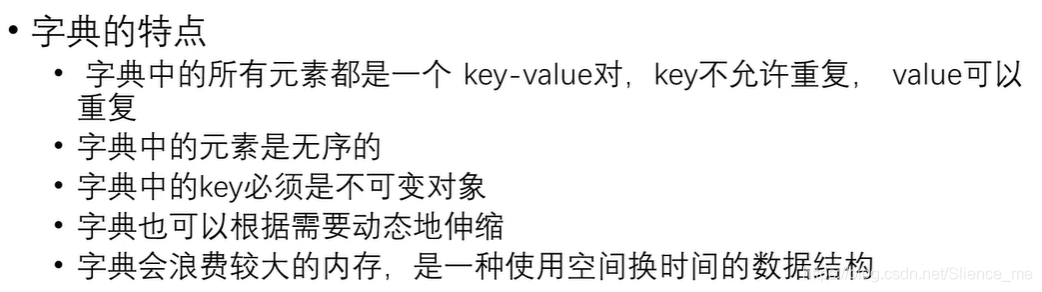 • 字典的特点
• 字典中的所有元素都是一个 key-value对，key不允许重复， value可以
重复
• 字典中的元素是无序的
• 字典中的key必须是不可变对象
• 字典也可以根据需要动态地伸缩
• 字典会浪费较大的内存，是一种使用空间换时间的数据结构
https://blog.csdn.net/Slience_me